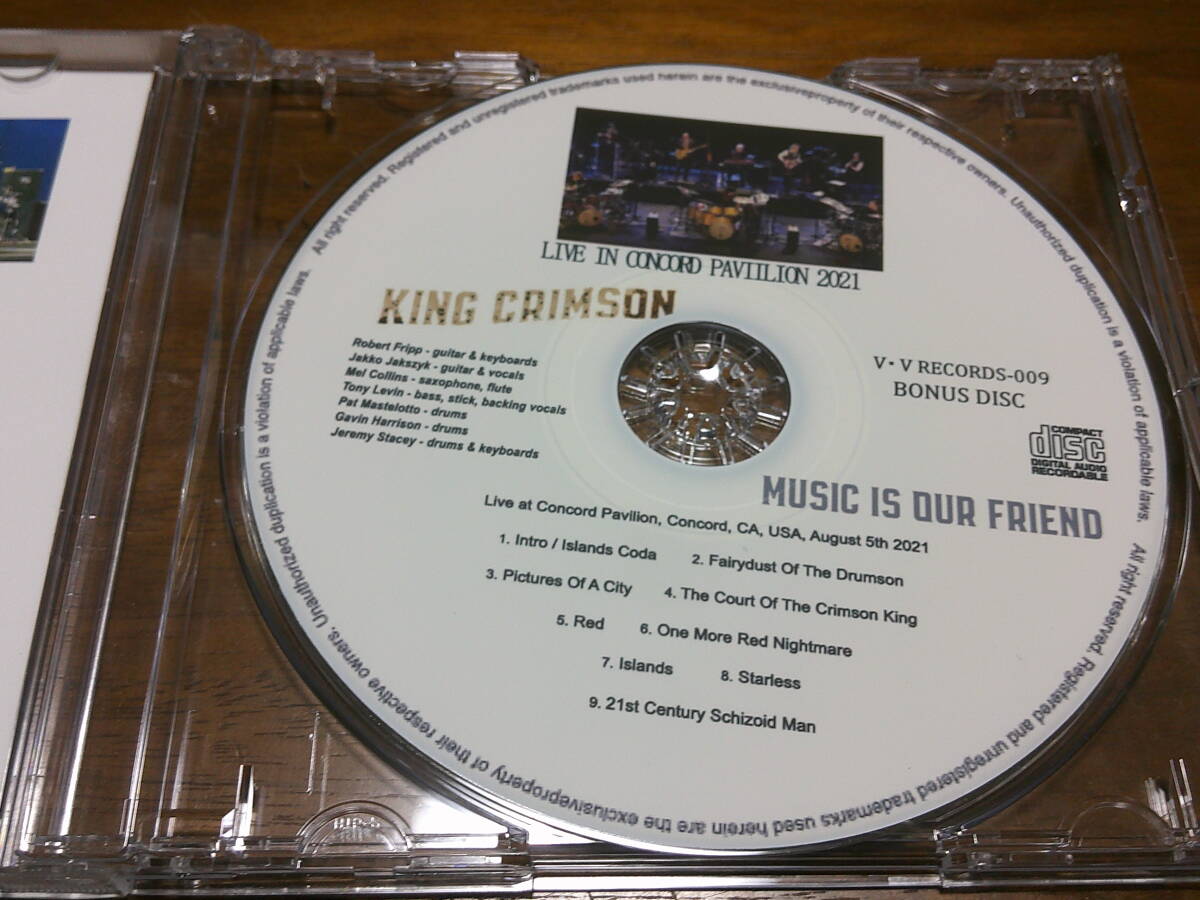 All right reserved. Registered and unregistered trademarks used herein are the exclusiveproperty of their respective owners. Unauthorized duplication is a violation of applicable laws.
LIVE IN CONCORD PAVIILION 2021
KING CRIMSON
Robert Fripp - guitar & keyboards
Jakko Jakszyk - guitar & vocals
Mel Collins - saxophone, flute
Tony Levin - bass, stick, backing vocals
Pat Mastelotto - drums
Gavin Harrison - drums
Jeremy Stacey - drums & keyboards
V・V RECORDS-009
BONUS DISC
COMPACT
disc
DIGITAL AUDIO
RECORDABLE
MUSIC IS OUR FRIEND
Live at Concord Pavilion, Concord, CA, USA, August 5th 2021
1. Intro / Islands Coda 2. Fairydust Of The Drumson
3. Pictures Of A City 4. The Court Of The Crimson King
5. Red 6. One More Red Nightmare
7. Islands 8. Starless
9. 21st Century Schizoid Man
All right reserved. Registered and unregistered trademarks used herein are the exclusiveproperty of their respective owners. Unauthorized duplication is a violation of applicable laws.